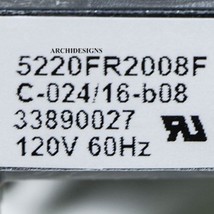 ARCHIDESIGNS
5220FR2008F
C-024/16-b08
33890027
120V 60Hz